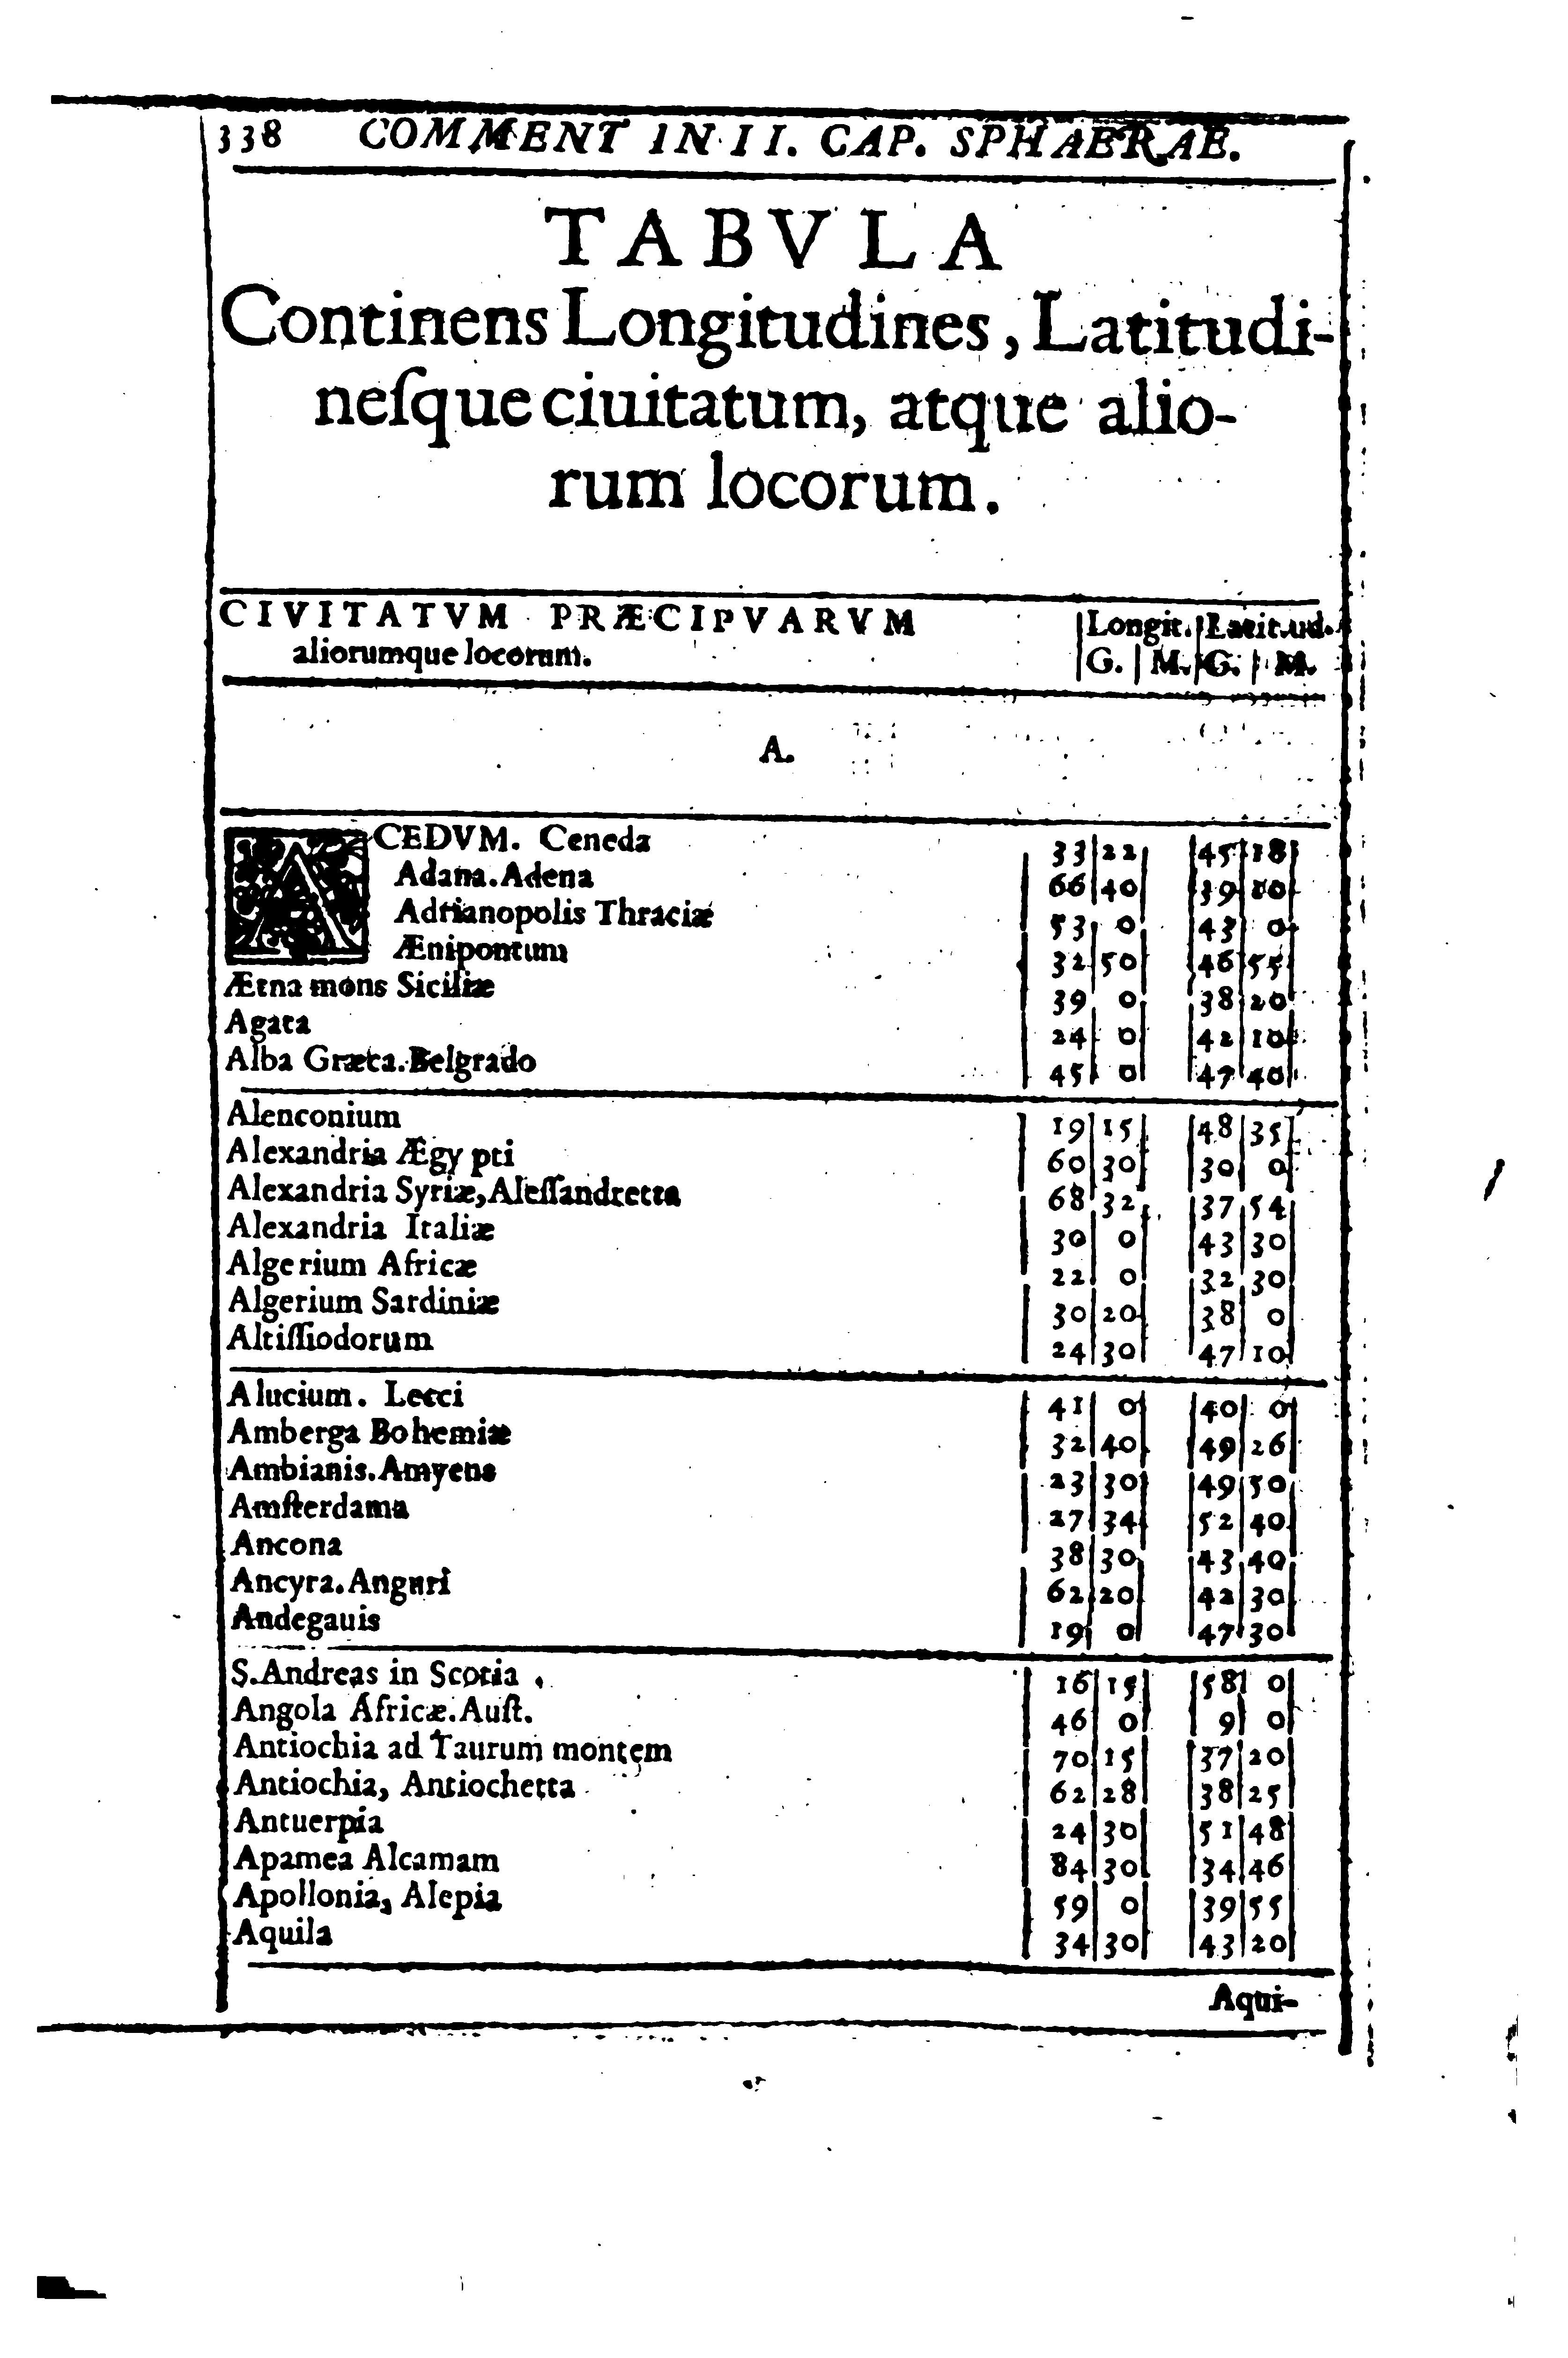 338 COMMENT IN II. CAP. SPHAERAE.
TABVLA
Continens Longitudines, Latitudi-
neſque ciuitatum, atque alio-
rum locorum.
CIVITATVM PRÆCIPVARVM Longit. Latitud.
aliorumque locorum. G. M. G. M.
A.
ACEDVM. Ceneda 33 22 45 18
Adana. Adena 66 40 39 10
Adrianopolis Thraciæ 53 0 43 0
Ænipontum 32 50 46 55
Ætna mons Siciliæ 39 0 38 20
Agata 24 0 42 10
Alba Græca. Belgrado 45 0 47 40
Alenconium 19 15 48 35
Alexandria Ægypti 60 30 30 0
Alexandria Syriæ, Aleſſandretta 68 32 37 54
Alexandria Italiæ 30 0 43 30
Algerium Africæ 22 0 32 30
Algerium Sardiniæ 30 20 38 0
Altiſſiodorum 24 30 47 10
Alucium. Lecci 41 0 40 0
Amberga Bohemiæ 32 40 49 26
Ambianis. Amyens 23 30 49 50
Amſterdama 27 34 52 40
Ancona 38 30 43 40
Ancyra. Anguri 62 20 42 30
Andegauis 19 0 47 30
S. Andreas in Scotia. 16 15 58 0
Angola Africæ. Auſt. 46 0 9 0
Antiochia ad Taurum montem 70 15 37 20
Antiochia, Antiochetta 62 28 38 25
Antuerpia 24 30 51 48
Apamea Alcamam 84 30 34 46
Apollonia, Alepia 59 0 39 55
Aquila 34 30 43 20
Aqui-